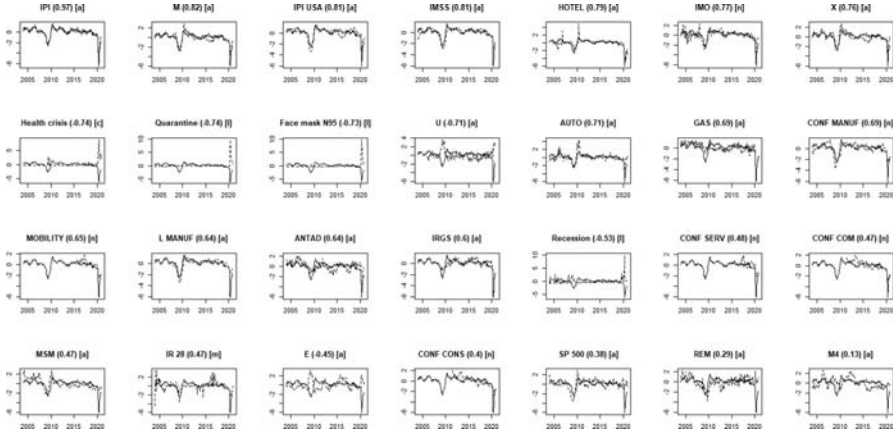 IPI (0.97) [a]
M (0.82) [a]
IPI USA (0.81) [a]
IMSS (0.81) [a]
HOTEL (0.79) [a]
IMO (0.77) [n]
X (0.76) [a]
Health crisis (-0.74) [c]
Quarantine (-0.74) [l]
Face mask N95 (-0.73) [l]
U (-0.71) [a]
AUTO (0.71) [a]
GAS (0.69) [a]
CONF MANUF (0.69) [n]
MOBILITY (0.65) [n]
L MANUF (0.64) [a]
ANTAD (0.64) [a]
IRGS (0.6) [a]
Recession (-0.53) [l]
CONF SERV (0.48) [n]
CONF COM (0.47) [n]
MSM (0.47) [a]
IR 28 (0.47) [m]
E (-0.45) [a]
CONF CONS (0.4) [n]
SP 500 (0.38) [a]
REM (0.29) [a]
M4 (0.13) [a]
2005 2010 2015 2020